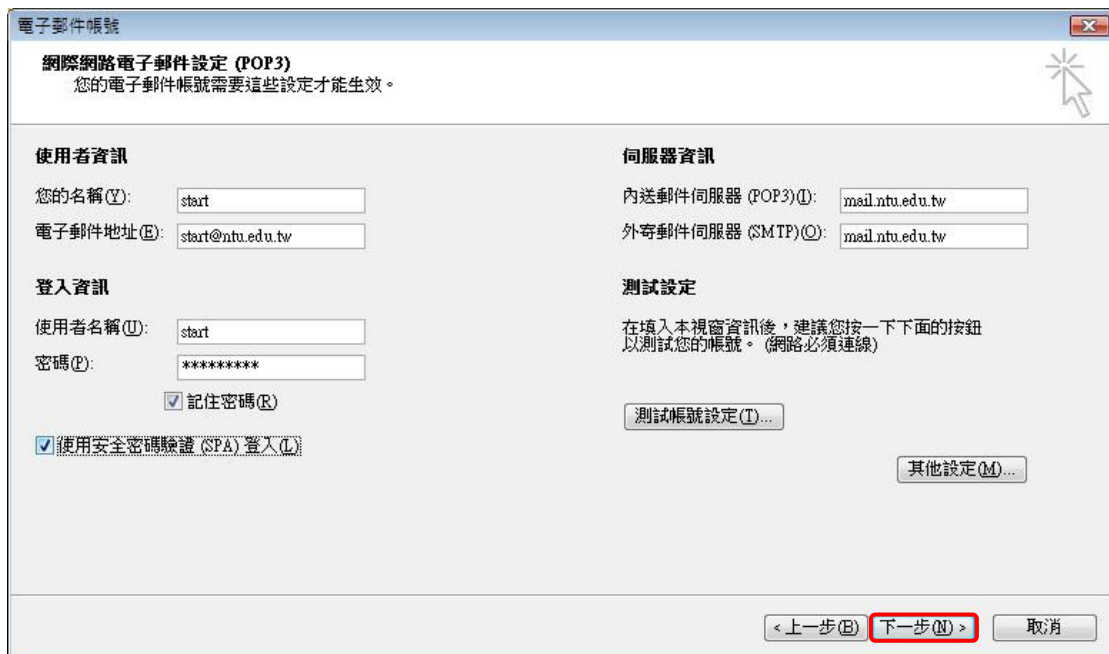 電子郵件帳號
網際網路電子郵件設定 (POP3)
您的電子郵件帳號需要這些設定才能生效。
使用者資訊
您的名稱(Y):
start
電子郵件地址(E):
start@ntu.edu.tw
登入資訊
使用者名稱(U):
start
密碼(P):
*********
記住密碼(R)
使用安全密碼驗證 (SPA) 登入(L)
伺服器資訊
內送郵件伺服器 (POP3)(I):
mail.ntu.edu.tw
外寄郵件伺服器 (SMTP)(O):
mail.ntu.edu.tw
測試設定
在填入本視窗資訊後，建議您按一下下面的按鈕
以測試您的帳號。 (網路必須連線)
測試帳號設定(T)...
其他設定(M)...
< 上一步(B)
下一步(N) >
取消